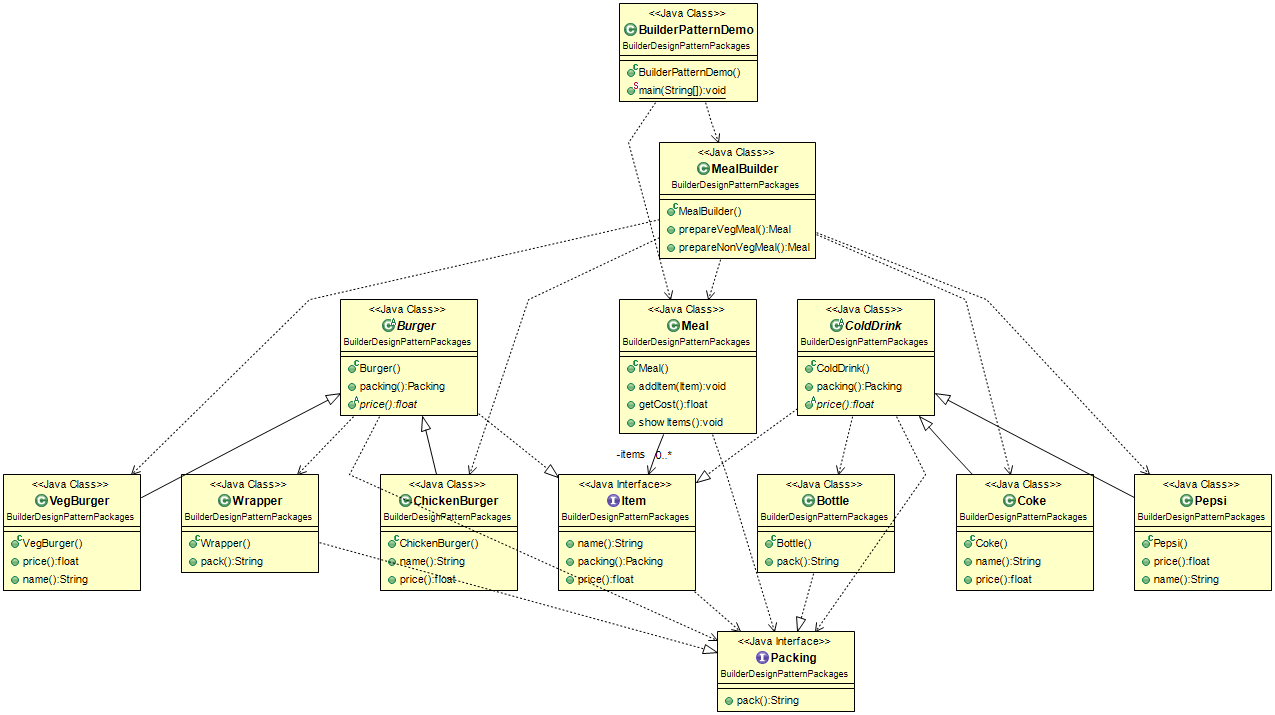 <<Java Class>>
BuilderPatternDemo
BuilderDesignPatternPackages
BuilderPatternDemo()
main(String[]):void
<<Java Class>>
MealBuilder
BuilderDesignPatternPackages
MealBuilder()
prepareVegMeal():Meal
prepareNonVegMeal():Meal
<<Java Class>>
Burger
BuilderDesignPatternPackages
Burger()
packing():Packing
price():float
<<Java Class>>
Meal
BuilderDesignPatternPackages
Meal()
addItem(Item):void
getCost():float
showItems():void
<<Java Class>>
ColdDrink
BuilderDesignPatternPackages
ColdDrink()
packing():Packing
price():float
-items 0..*
<<Java Class>>
VegBurger
BuilderDesignPatternPackages
VegBurger()
price():float
name():String
<<Java Class>>
Wrapper
BuilderDesignPatternPackages
Wrapper()
pack():String
<<Java Class>>
ChickenBurger
BuilderDesignPatternPackages
ChickenBurger()
name():String
price():float
<<Java Interface>>
Item
BuilderDesignPatternPackages
name():String
packing():Packing
price():float
<<Java Class>>
Bottle
BuilderDesignPatternPackages
Bottle()
pack():String
<<Java Class>>
Coke
BuilderDesignPatternPackages
Coke()
name():String
price():float
<<Java Class>>
Pepsi
BuilderDesignPatternPackages
Pepsi()
price():float
name():String
<<Java Interface>>
Packing
BuilderDesignPatternPackages
pack():String